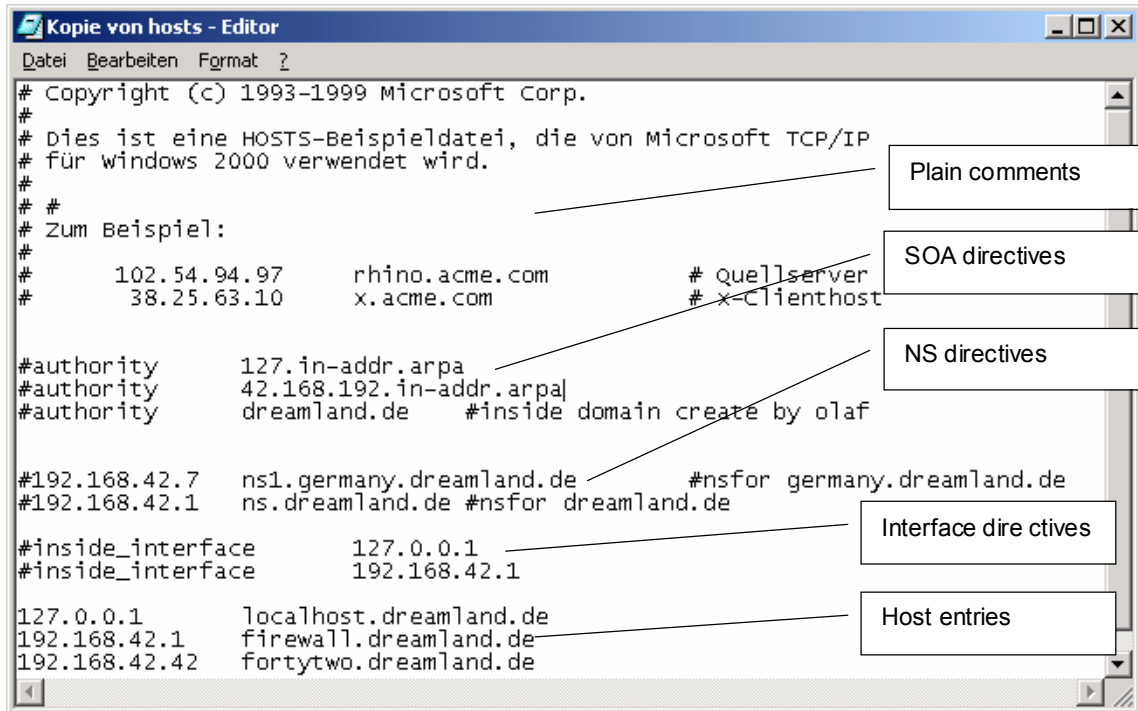 Kopie von hosts - Editor
Datei Bearbeiten Format ?
# Copyright (c) 1993-1999 Microsoft Corp.
#
# Dies ist eine HOSTS-Beispieldatei, die von Microsoft TCP/IP
# für Windows 2000 verwendet wird.
#
# #
# Zum Beispiel:
#
# 102.54.94.97 rhino.acme.com # Quellserver
# 38.25.63.10 x.acme.com # x-Clienthost
#authority 127.in-addr.arpa
#authority 42.168.192.in-addr.arpa
#authority dreamland.de #inside domain create by olaf
#192.168.42.7 ns1.germany.dreamland.de #nsfor germany.dreamland.de
#192.168.42.1 ns.dreamland.de #nsfor dreamland.de
#inside_interface 127.0.0.1
#inside_interface 192.168.42.1
127.0.0.1 localhost.dreamland.de
192.168.42.1 firewall.dreamland.de
192.168.42.42 fortytwo.dreamland.de
Plain comments
SOA directives
NS directives
Interface dire ctives
Host entries